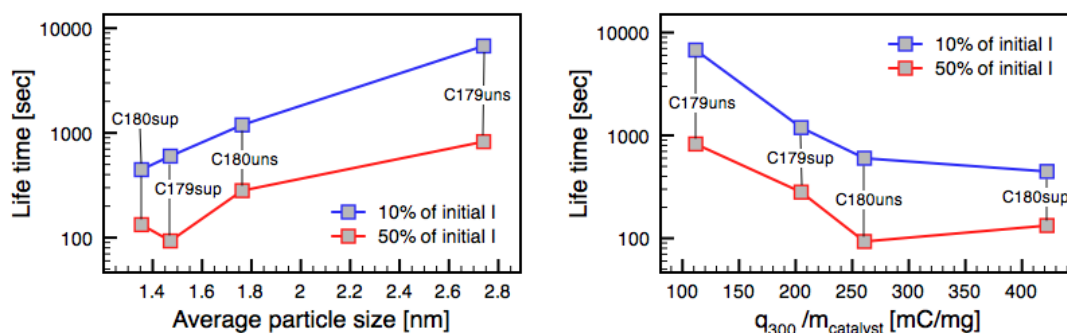 10000
1000
100
Life time [sec]
C180sup
C179sup
C180uns
C179uns
10% of initial I
50% of initial I
1.4 1.6 1.8 2 2.2 2.4 2.6 2.8
Average particle size [nm]
10000
1000
100
Life time [sec]
10% of initial I
50% of initial I
C179uns
C179sup
C180uns
C180sup
100 150 200 250 300 350 400
q300 /mcatalyst [mC/mg]